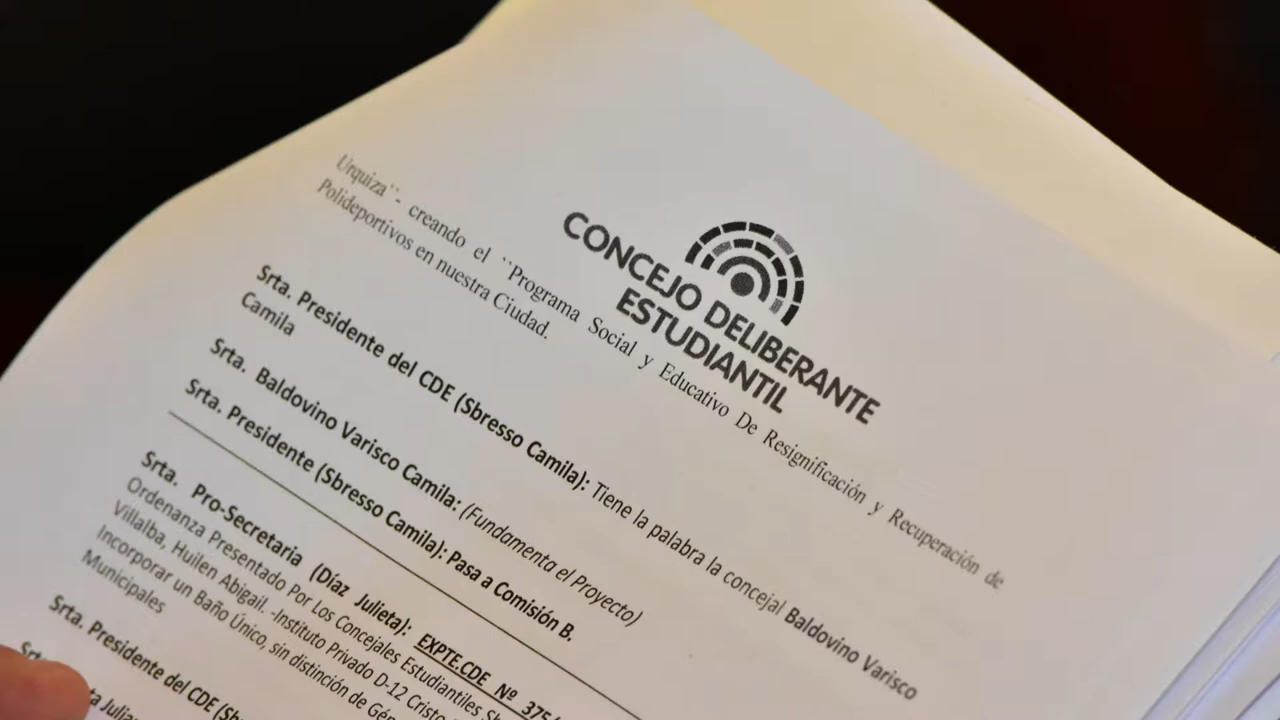 CONCEJO DELIBERANTE
ESTUDIANTIL
Urquiza``- creando el ``Programa Social y Educativo De Resignificación y Recuperación de
Polideportivos en nuestra Ciudad.
Srta. Presidente del CDE (Sbresso Camila): Tiene la palabra la concejal Baldovino Varisco
Camila
Srta. Baldovino Varisco Camila: (Fundamenta el Proyecto)
Srta. Presidente (Sbresso Camila): Pasa a Comisión B.
Srta. Pro-Secretaria (Díaz Julieta): EXPTE.CDE Nº 375/
Ordenanza Presentado Por Los Concejales Estudiantiles
Villalba, Huilen Abigail. -Instituto Privado D-12 Cristo
Incorporar un Baño Único, sin distinción de
Municipales
Srta. Presidente del CDE